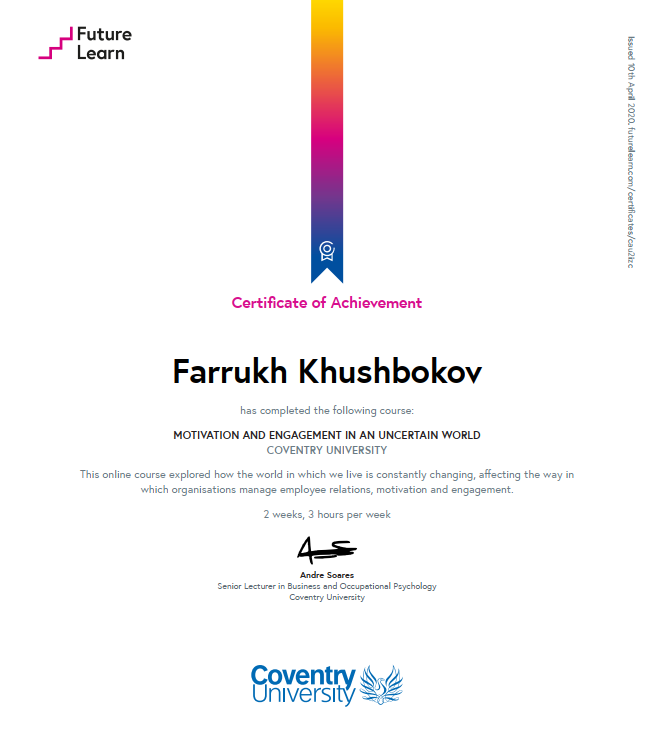 Future
Learn
Issued 10th April 2020. futurelearn.com/certificates/cau2izc
Certificate of Achievement
Farrukh Khushbokov
has completed the following course:
MOTIVATION AND ENGAGEMENT IN AN UNCERTAIN WORLD
COVENTRY UNIVERSITY
This online course explored how the world in which we live is constantly changing, affecting the way in
which organisations manage employee relations, motivation and engagement.
2 weeks, 3 hours per week
Andre Soares
Senior Lecturer in Business and Occupational Psychology
Coventry University
Coventry
University